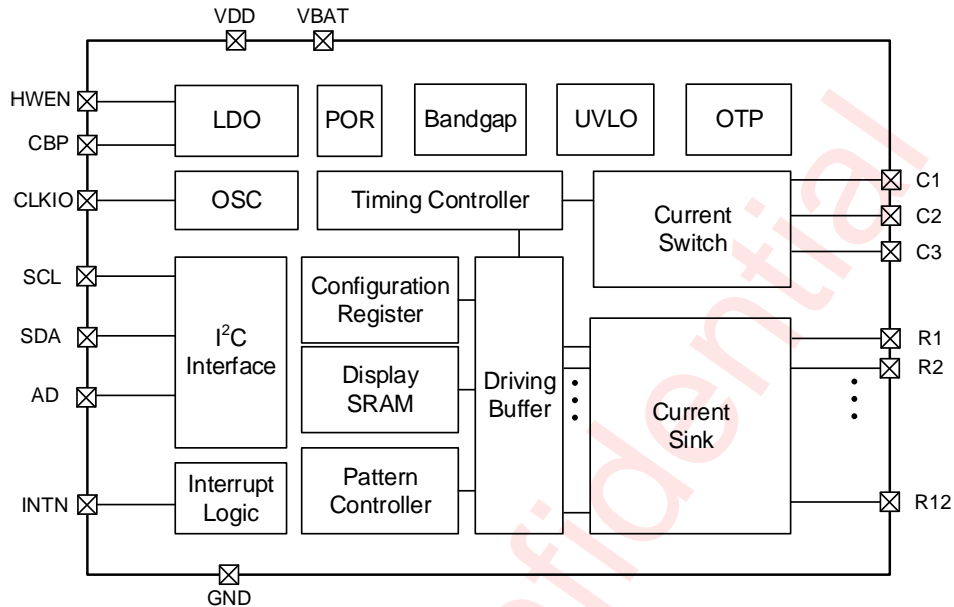 VDD VBAT
HWEN
CBP
LDO
POR
Bandgap
UVLO
OTP
CLKIO
OSC
Timing Controller
Current
Switch
C1
C2
C3
SCL
SDA
AD
I²C
Interface
Configuration
Register
Display
SRAM
Driving
Buffer
Current
Sink
R1
R2
R12
INTN
Interrupt
Logic
Pattern
Controller
GND
fidential